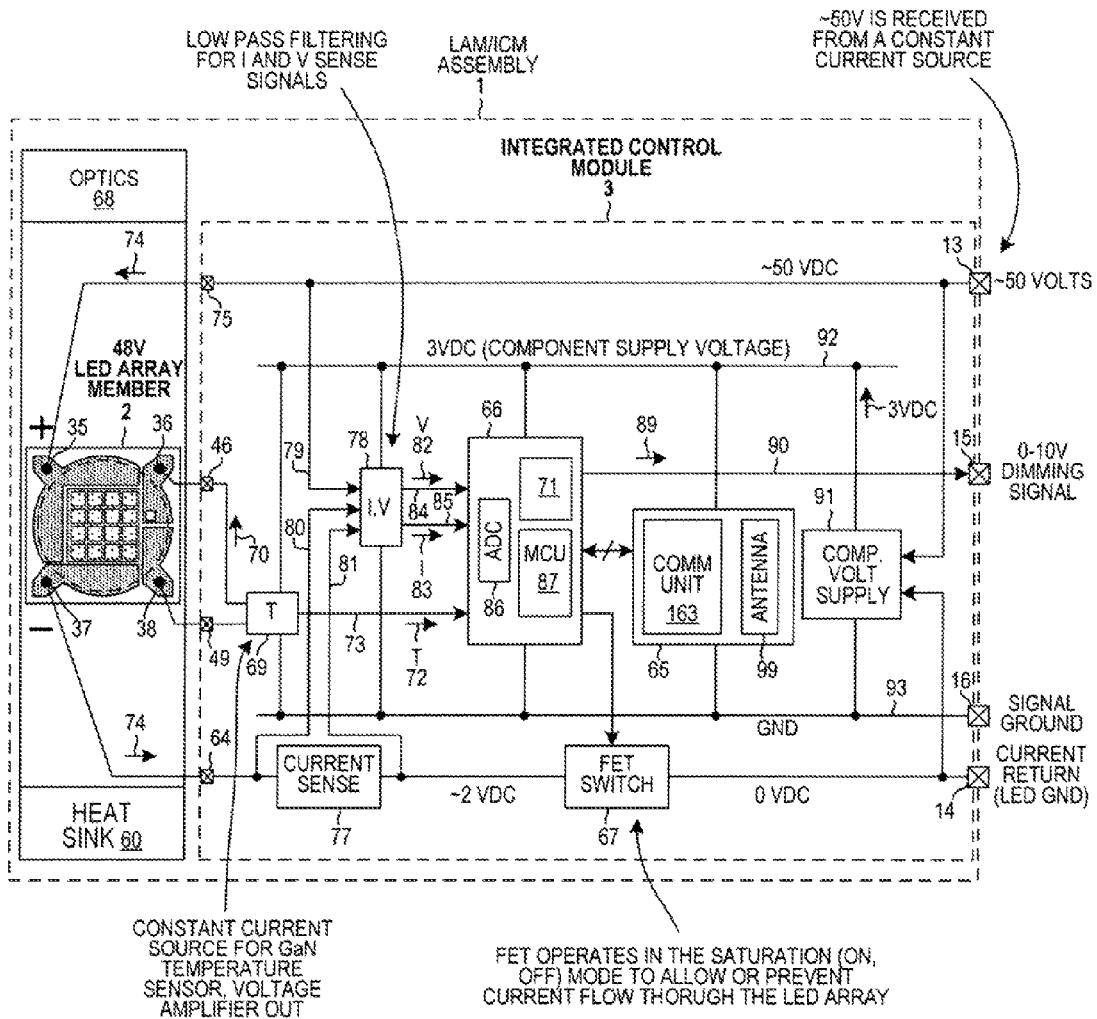 LOW PASS FILTERING
FOR I AND V SENSE
SIGNALS
LAM/ICM
ASSEMBLY
1
~50V IS RECEIVED
FROM A CONSTANT
CURRENT SOURCE
INTEGRATED CONTROL
MODULE
3
OPTICS
68
74
75
~50 VDC
13
~50 VOLTS
48V
LED ARRAY
MEMBER
2
3VDC (COMPONENT SUPPLY VOLTAGE)
92
3VDC
+
35
36
46
79
78
V
82
66
89
90
15
0-10V
DIMMING
SIGNAL
I.V
84
85
71
91
80
70
81
83
ADC
86
MCU
87
COMM
UNIT
163
ANTENNA
99
65
COMP.
VOLT
SUPPLY
−
37
38
49
T
69
73
T
72
93
16
SIGNAL
GROUND
GND
74
64
CURRENT
SENSE
77
~2 VDC
FET
SWITCH
67
0 VDC
14
CURRENT
RETURN
(LED GND)
HEAT
SINK 60
CONSTANT CURRENT
SOURCE FOR GaN
TEMPERATURE
SENSOR, VOLTAGE
AMPLIFIER OUT
FET OPERATES IN THE SATURATION (ON,
OFF) MODE TO ALLOW OR PREVENT
CURRENT FLOW THORUGH THE LED ARRAY